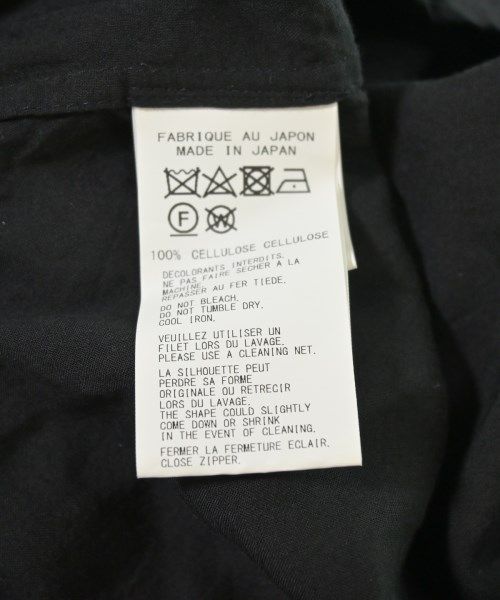 FABRIQUE AU JAPON
MADE IN JAPAN
F W
100% CELLULOSE CELLULOSE
DECOLORANTS INTERDITS.
NE PAS FAIRE SECHER A LA
MACHINE.
REPASSER AU FER TIEDE.
DO NOT BLEACH.
DO NOT TUMBLE DRY.
COOL IRON.
VEUILLEZ UTILISER UN
FILET LORS DU LAVAGE.
PLEASE USE A CLEANING NET.
LA SILHOUETTE PEUT
PERDRE SA FORME
ORIGINALE OU RETRECIR
LORS DU LAVAGE.
THE SHAPE COULD SLIGHTLY
COME DOWN OR SHRINK
IN THE EVENT OF CLEANING.
FERMER LA FERMETURE ECLAIR.
CLOSE ZIPPER.